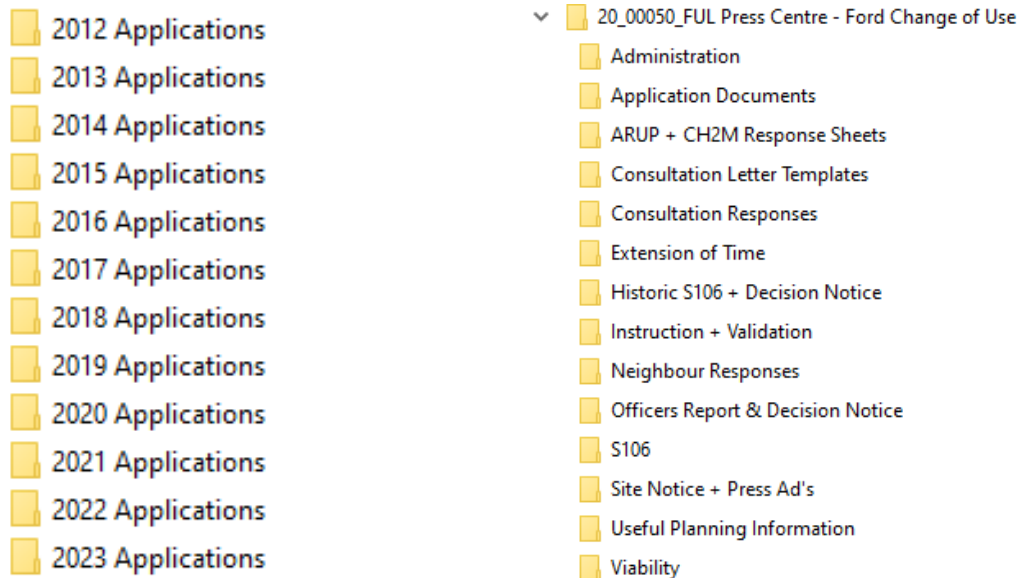 2012 Applications
2013 Applications
2014 Applications
2015 Applications
2016 Applications
2017 Applications
2018 Applications
2019 Applications
2020 Applications
2021 Applications
2022 Applications
2023 Applications
20_00050_FUL Press Centre - Ford Change of Use
Administration
Application Documents
ARUP + CH2M Response Sheets
Consultation Letter Templates
Consultation Responses
Extension of Time
Historic S106 + Decision Notice
Instruction + Validation
Neighbour Responses
Officers Report & Decision Notice
S106
Site Notice + Press Ad's
Useful Planning Information
Viability